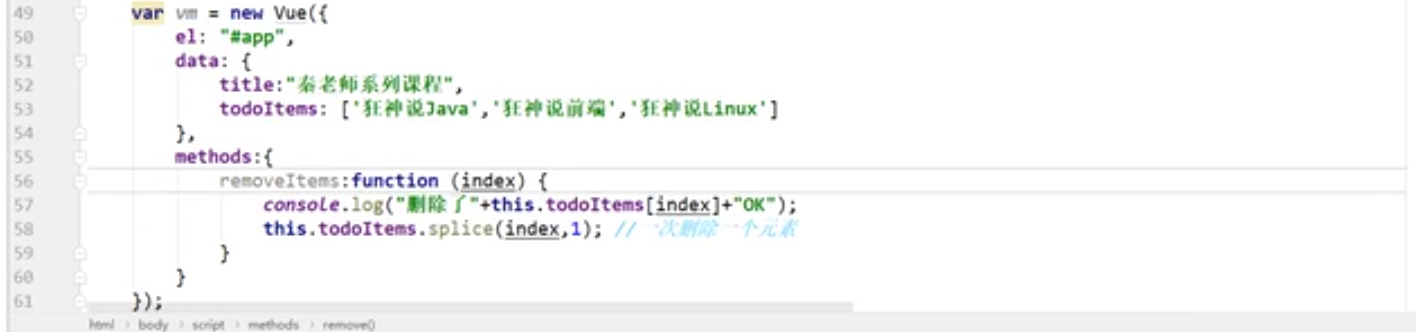 49 var vm = new Vue({
50 el: "#app",
51 data: {
52 title:"秦老师系列课程",
53 todoItems: ['狂神说Java','狂神说前端','狂神说Linux']
54 },
55 methods:{
56 removeItems:function (index) {
57 console.log("删除了"+this.todoItems[index]+"OK");
58 this.todoItems.splice(index,1); // 一次删除一个元素
59 }
60 }
61 });
html › body › script › methods › remove()